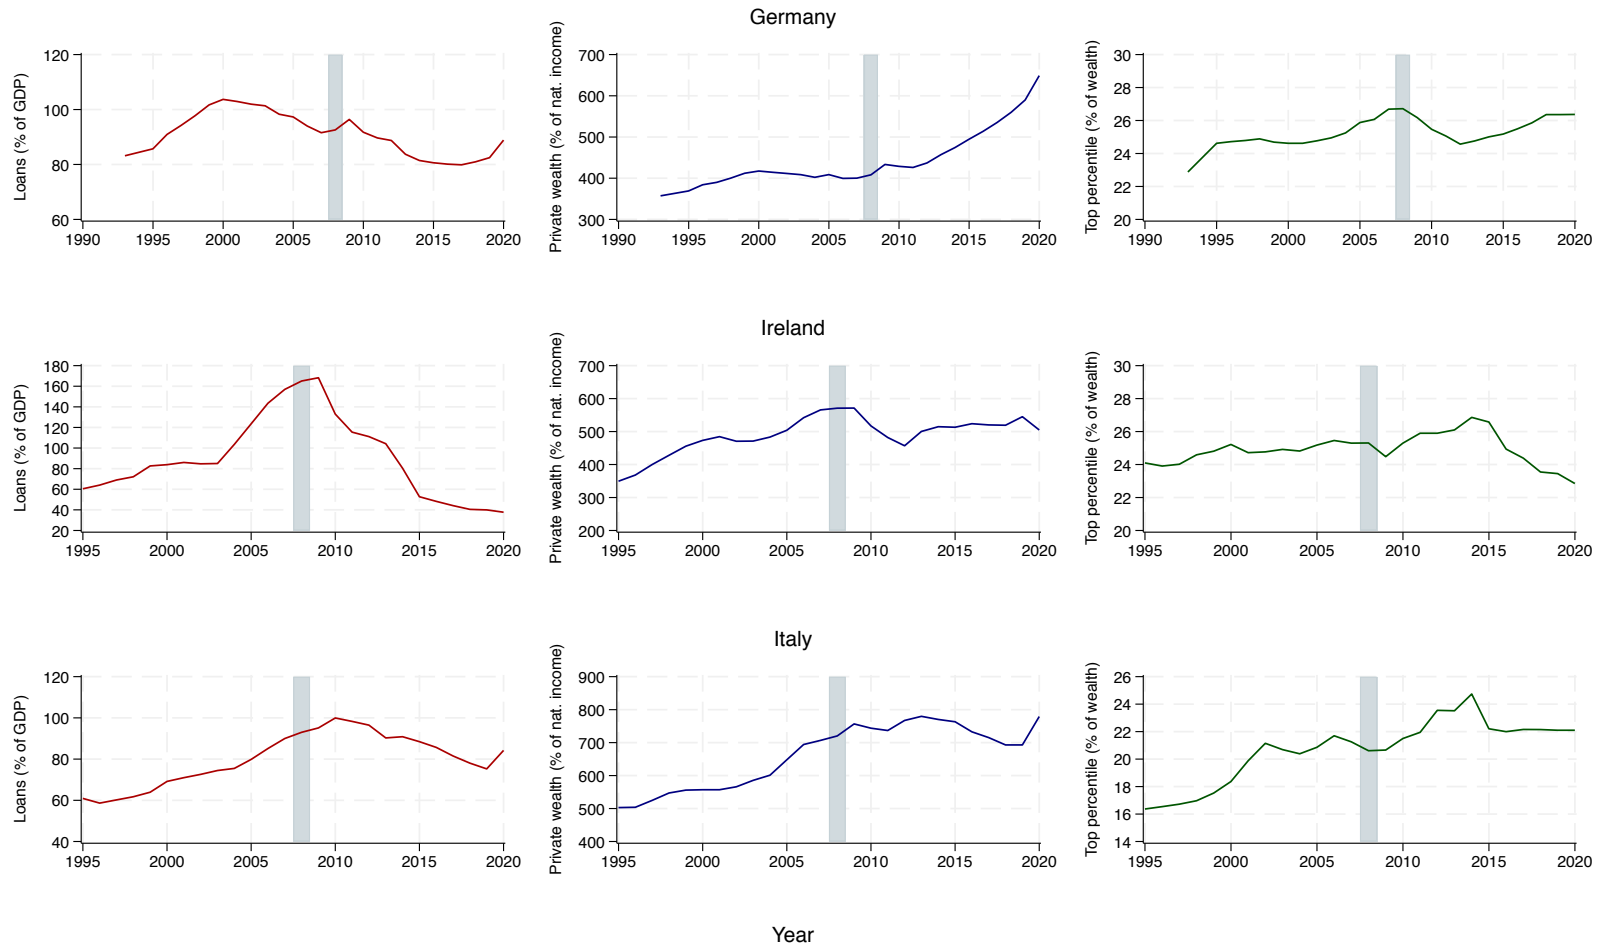 Germany
Loans (% of GDP)
120
100
80
60
1990 1995 2000 2005 2010 2015 2020
Private wealth (% of nat. income)
700
600
500
400
300
1990 1995 2000 2005 2010 2015 2020
Top percentile (% of wealth)
30
28
26
24
22
20
1990 1995 2000 2005 2010 2015 2020
Ireland
Loans (% of GDP)
180
160
140
120
100
80
60
40
20
1995 2000 2005 2010 2015 2020
Private wealth (% of nat. income)
700
600
500
400
300
200
1995 2000 2005 2010 2015 2020
Top percentile (% of wealth)
30
28
26
24
22
20
1995 2000 2005 2010 2015 2020
Italy
Loans (% of GDP)
120
100
80
60
40
1995 2000 2005 2010 2015 2020
Private wealth (% of nat. income)
900
800
700
600
500
400
1995 2000 2005 2010 2015 2020
Top percentile (% of wealth)
26
24
22
20
18
16
14
1995 2000 2005 2010 2015 2020
Year